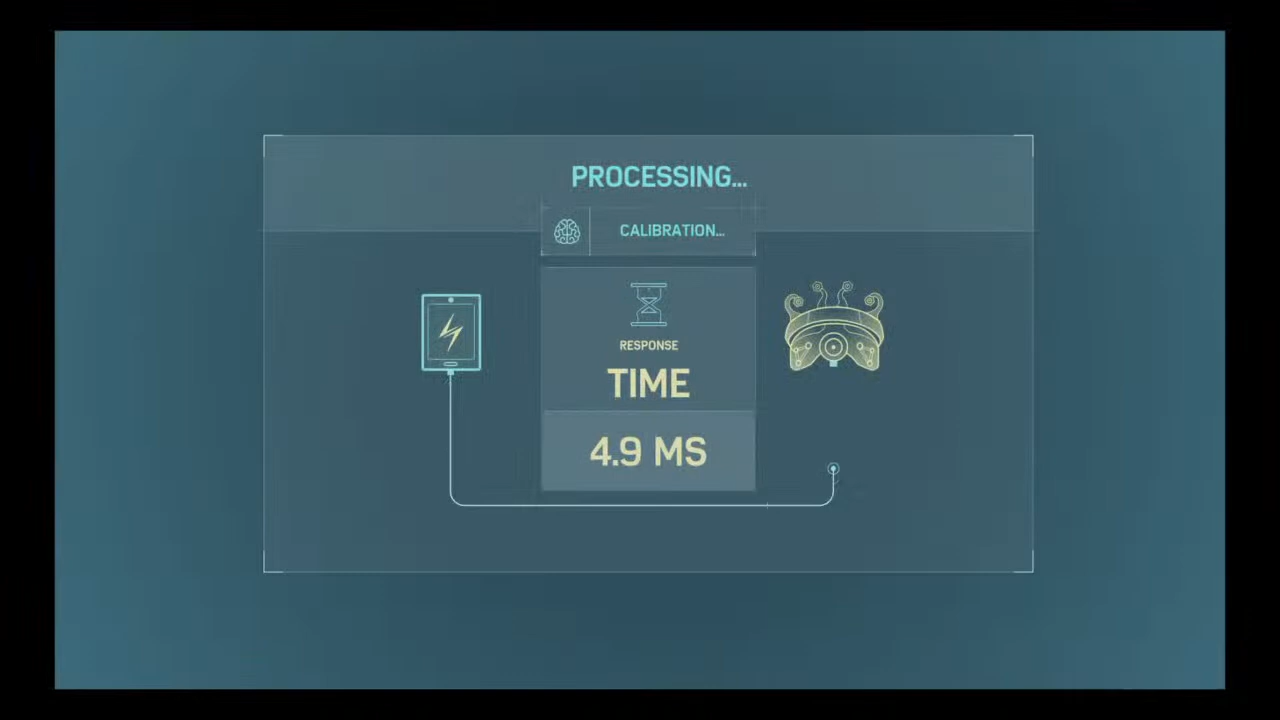 PROCESSING...
CALIBRATION...
RESPONSE
TIME
4.9 MS